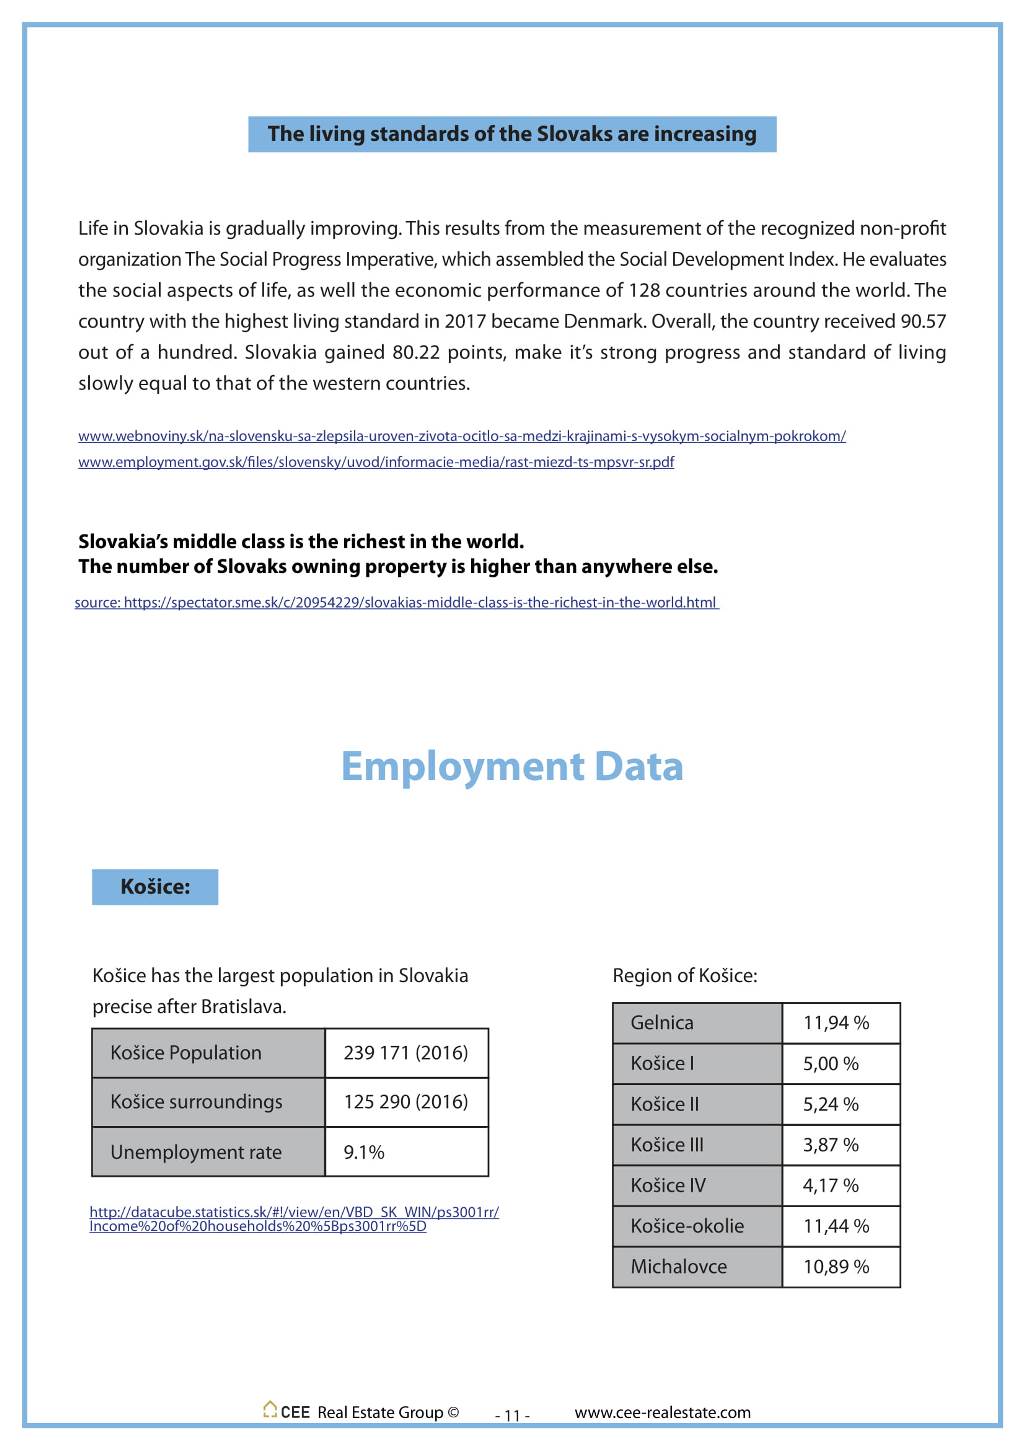 The living standards of the Slovaks are increasing
Life in Slovakia is gradually improving. This results from the measurement of the recognized non-profit
organization The Social Progress Imperative, which assembled the Social Development Index. He evaluates
the social aspects of life, as well the economic performance of 128 countries around the world. The
country with the highest living standard in 2017 became Denmark. Overall, the country received 90.57
out of a hundred. Slovakia gained 80.22 points, make it's strong progress and standard of living
slowly equal to that of the western countries.
www.webnoviny.sk/na-slovensku-sa-zlepsila-uroven-zivota-ocitlo-sa-medzi-krajinami-s-vysokym-socialnym-pokrokom/
www.employment.gov.sk/files/slovensky/uvod/informacie-media/rast-miezd-ts-mpsvr-sr.pdf
Slovakia's middle class is the richest in the world.
The number of Slovaks owning property is higher than anywhere else.
source: https://spectator.sme.sk/c/20954229/slovakias-middle-class-is-the-richest-in-the-world.html
Employment Data
Košice:
Košice has the largest population in Slovakia
precise after Bratislava.
Košice Population 239 171 (2016)
Košice surroundings 125 290 (2016)
Unemployment rate 9.1%
http://datacube.statistics.sk/#!/view/en/VBD_SK_WIN/ps3001rr/
Income%20of%20households%20%5Bps3001rr%5D
Region of Košice:
Gelnica 11,94 %
Košice I 5,00 %
Košice II 5,24 %
Košice III 3,87 %
Košice IV 4,17 %
Košice-okolie 11,44 %
Michalovce 10,89 %
CEE Real Estate Group © - 11 - www.cee-realestate.com